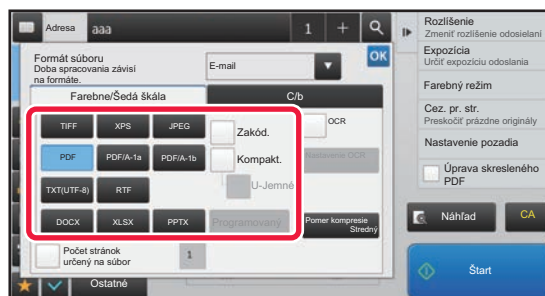 Adresa
aaa
1
Formát súboru
Doba spracovania závisí
na formáte.
E-mail
OK
Farebne/Šedá škála
C/b
TIFF
XPS
JPEG
Zakód.
OCR
PDF
PDF/A-1a
PDF/A-1b
Kompakt.
Nastavenie OCR
U-Jemné
TXT(UTF-8)
RTF
DOCX
XLSX
PPTX
Programovaný
Pomer kompresie
Stredný
Počet stránok
určený na súbor
1
Ostatné
Rozlíšenie
Zmeniť rozlíšenie odosielani
Expozícia
Určiť expozíciu odoslania
Farebný režim
Cez. pr. str.
Preskočiť prázdne originály
Nastavenie pozadia
Úprava skresleného
PDF
Náhľad
CA
Štart